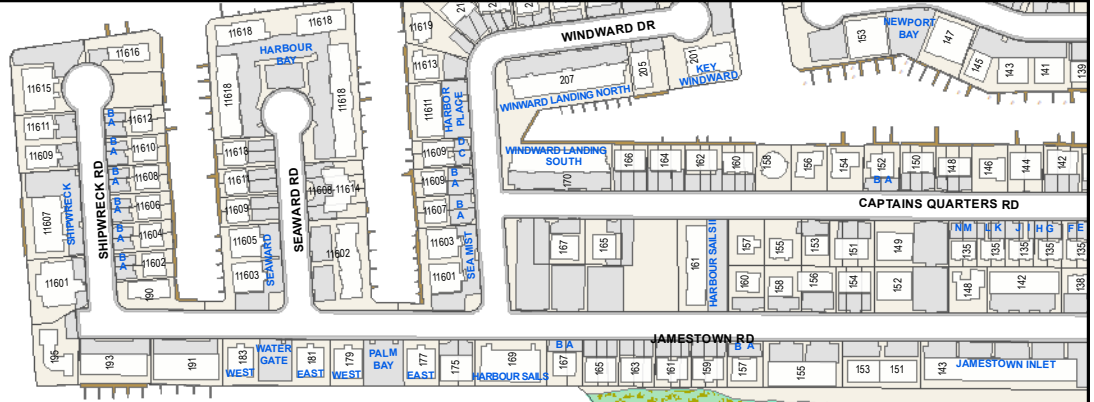 11618
11618
11619
21
WINDWARD DR
NEWPORT
BAY
153
147
145
143
141
139
11616
HARBOUR
BAY
11618
11618
11613
207
205
201
KEY
WINDWARD
WINWARD LANDING NORTH
11615
11611
HARBOR
PLACE
11611
B
A
11612
11609
B
A
11610
11613
11609
D
C
WINDWARD LANDING
SOUTH
170
166
164
162
160
158
156
154
152
B A
150
148
146
144
142
SHIPWRECK
SHIPWRECK RD
B
A
11608
11611
SEAWARD RD
11608
11614
11609
B
A
11607
B
A
11606
11609
11607
B
A
CAPTAINS QUARTERS RD
B
A
11604
11605
SEAWARD
11602
11603
SEA MIST
167
165
161
HARBOUR SAILS II
157
155
153
151
149
N M
L K
J I
H G
F E
135
135
135
135
135
11601
B
A
11602
11603
11601
190
160
158
156
154
152
148
142
138
JAMESTOWN RD
195
193
191
183
WEST
WATER
GATE
181
EAST
179
WEST
PALM
BAY
177
EAST
175
169
HARBOUR SAILS
B A
167
165
163
161
159
B A
157
155
153
151
143
JAMESTOWN INLET